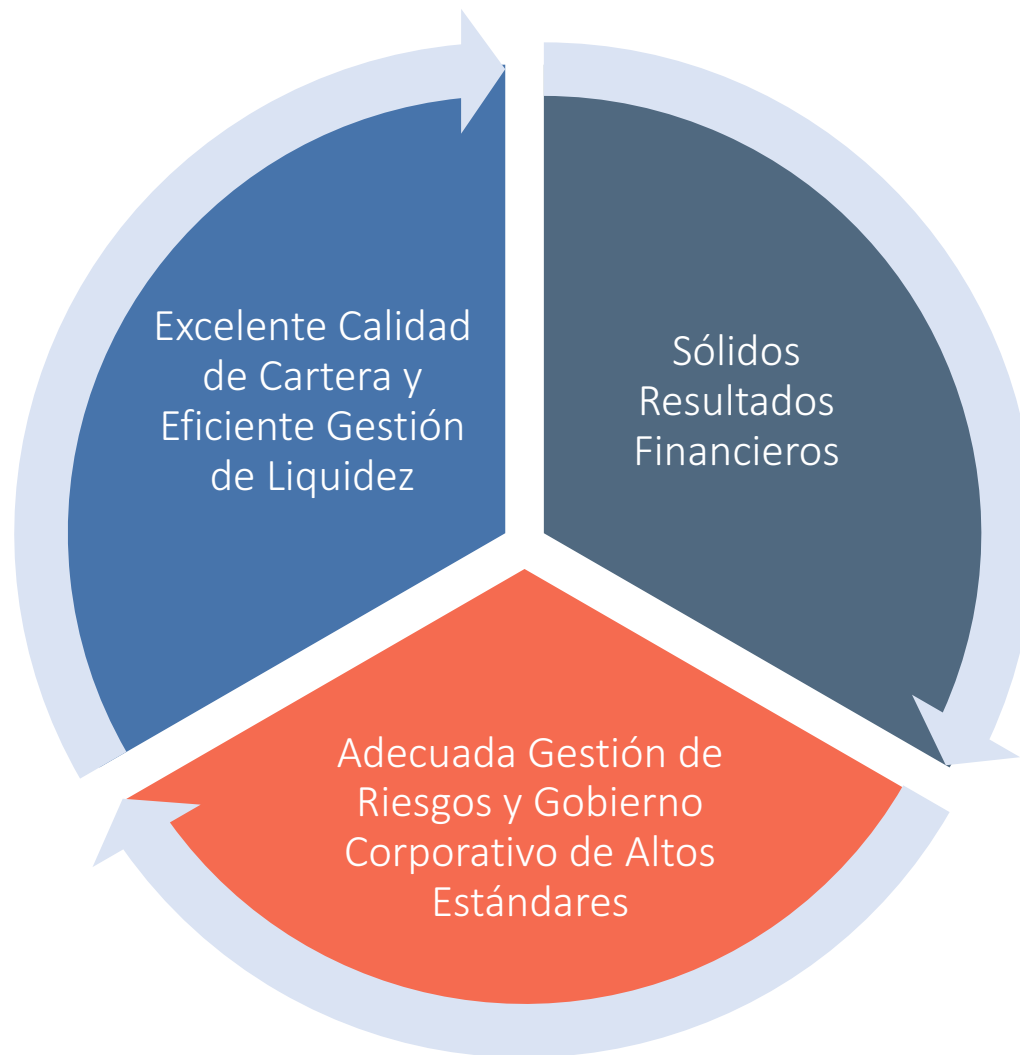 Excelente Calidad
de Cartera y
Eficiente Gestión
de Liquidez
Sólidos
Resultados
Financieros
Adecuada Gestión de
Riesgos y Gobierno
Corporativo de Altos
Estándares